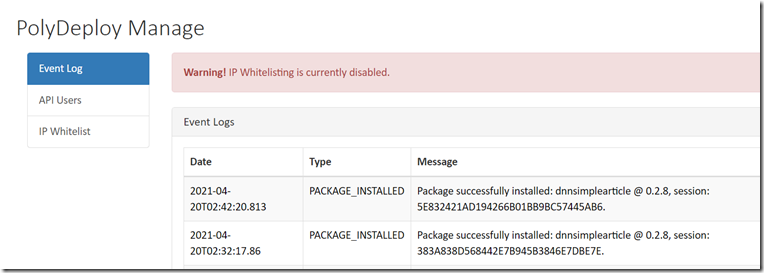 PolyDeploy Manage
Event Log
API Users
IP Whitelist
Warning! IP Whitelisting is currently disabled.
Event Logs
Date Type Message
2021-04-
20T02:42:20.813
PACKAGE_INSTALLED
Package successfully installed: dnnsimplearticle @ 0.2.8, session:
5E832421AD194266B01BB9BC57445AB6.
2021-04-
20T02:32:17.86
PACKAGE_INSTALLED
Package successfully installed: dnnsimplearticle @ 0.2.8, session:
383A838D568442E7B945B3846E7DBE7E.